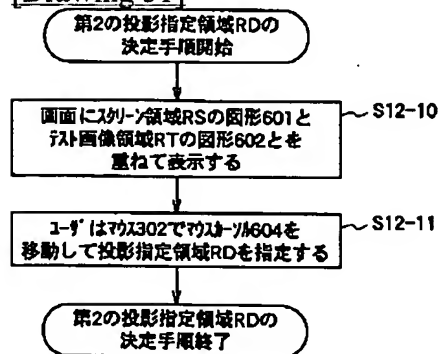 第2の投影指定領域RDの
決定手順開始
画面にスクリーン領域RSの図形601と
テスト画像領域RTの図形602とを
重ねて表示する
S12-10
ユーザはマウス302でマウスカーソル604を
移動して投影指定領域RDを指定する
S12-11
第2の投影指定領域RDの
決定手順終了